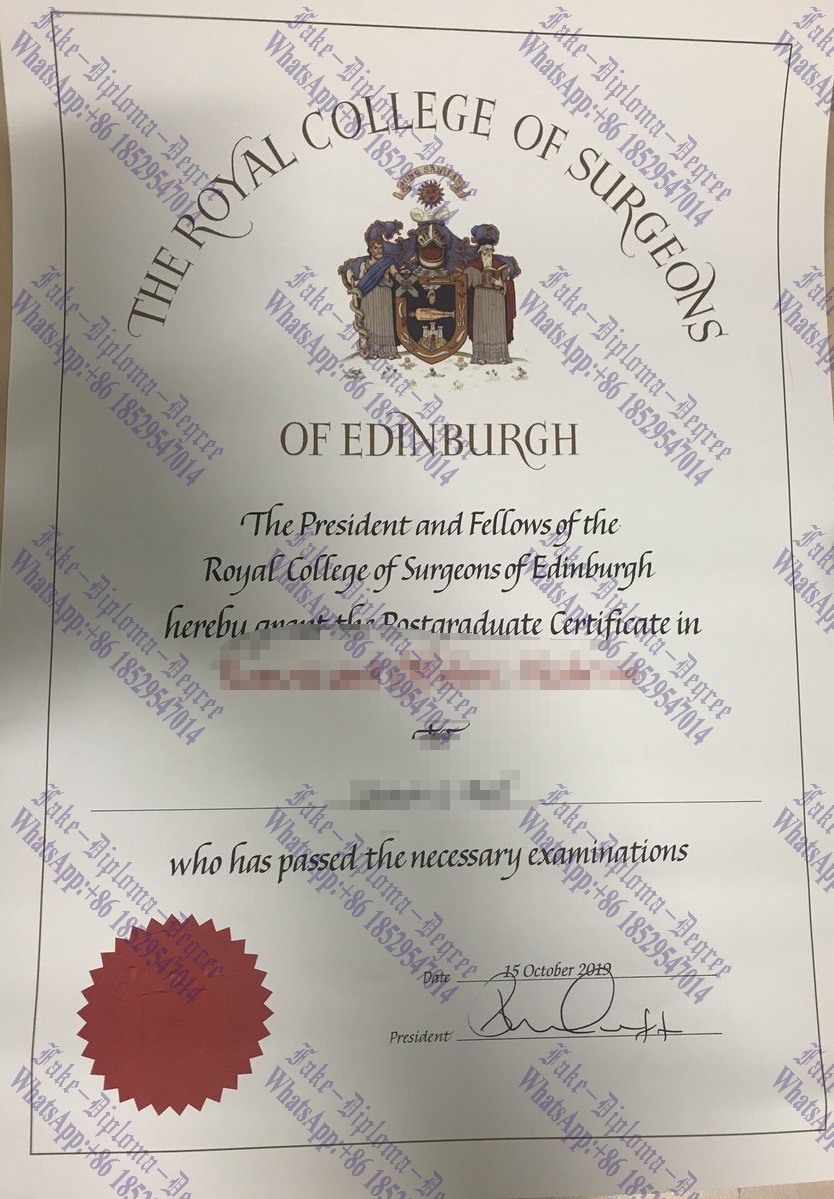 THE ROYAL COLLEGE OF SURGEONS
OF EDINBURGH
The President and Fellows of the
Royal College of Surgeons of Edinburgh
hereby grant the Postgraduate Certificate in
to
who has passed the necessary examinations
Date 15 October 2019
President
Fake-Diploma-Degree
WhatsApp:+86 18529547014